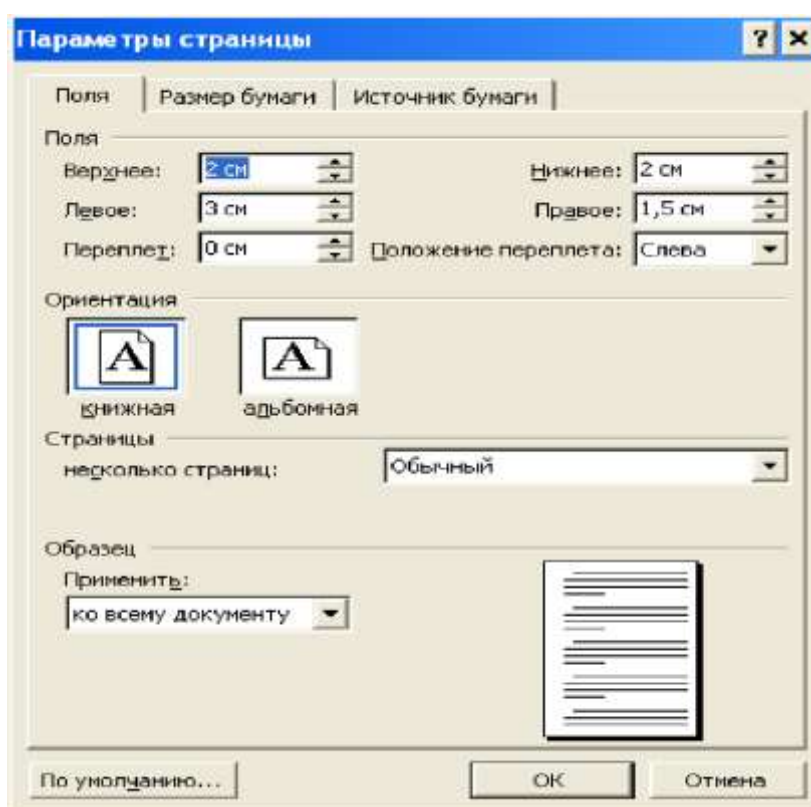 Параметры страницы ? ×
Поля Размер бумаги Источник бумаги
Поля
Верхнее: 2 см Нижнее: 2 см
Левое: 3 см Правое: 1,5 см
Переплет: 0 см Положение переплета: Слева
Ориентация
A A
книжная альбомная
Страницы
несколько страниц: Обычный
Образец
Применить:
ко всему документу
По умолчанию... ОК Отмена